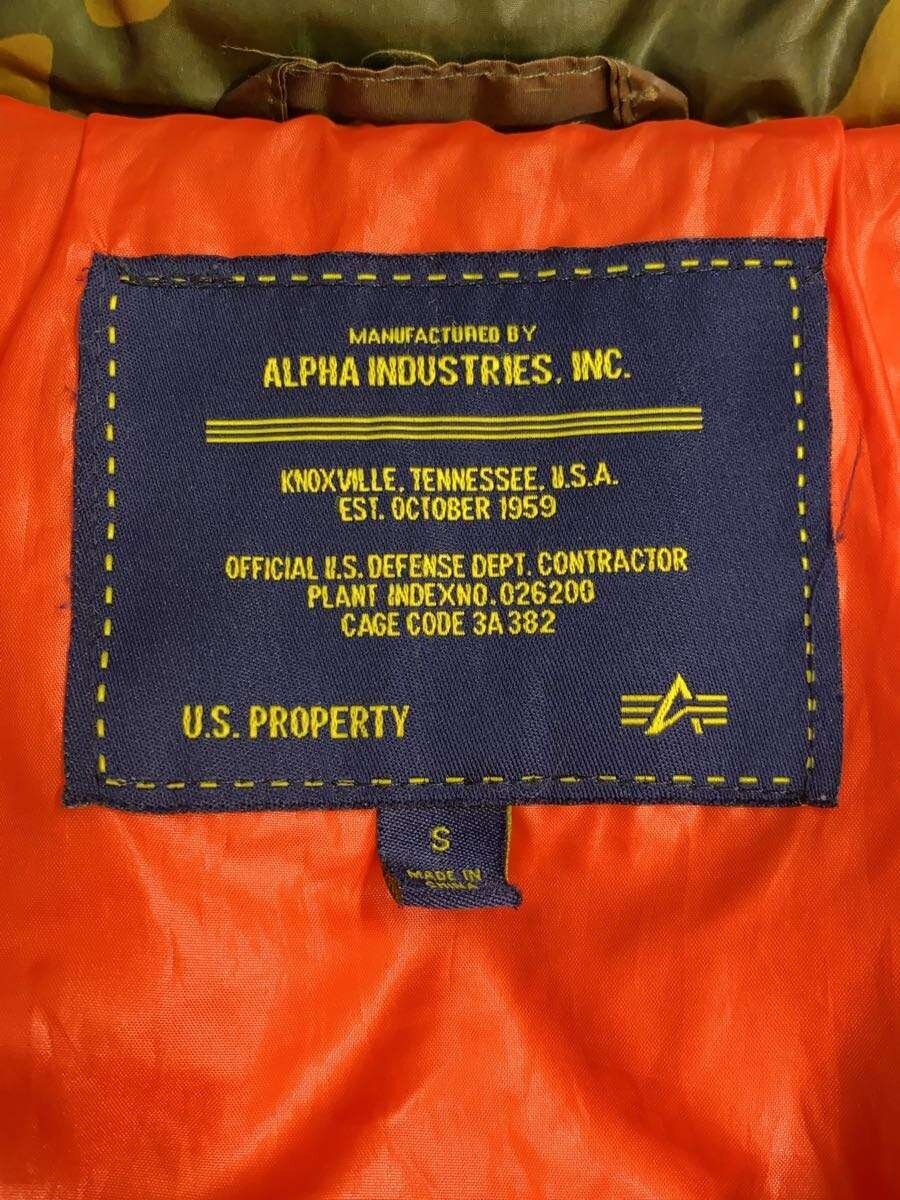 MANUFACTURED BY
ALPHA INDUSTRIES, INC.
KNOXVILLE, TENNESSEE, U.S.A.
EST. OCTOBER 1959
OFFICIAL U.S. DEFENSE DEPT. CONTRACTOR
PLANT INDEXNO. 026200
CAGE CODE 3A382
U.S. PROPERTY
S
MADE IN
CHINA